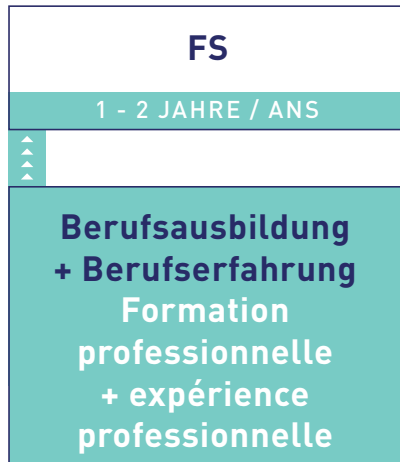 FS
1 - 2 JAHRE / ANS
Berufsausbildung
+ Berufserfahrung
Formation
professionnelle
+ expérience
professionnelle